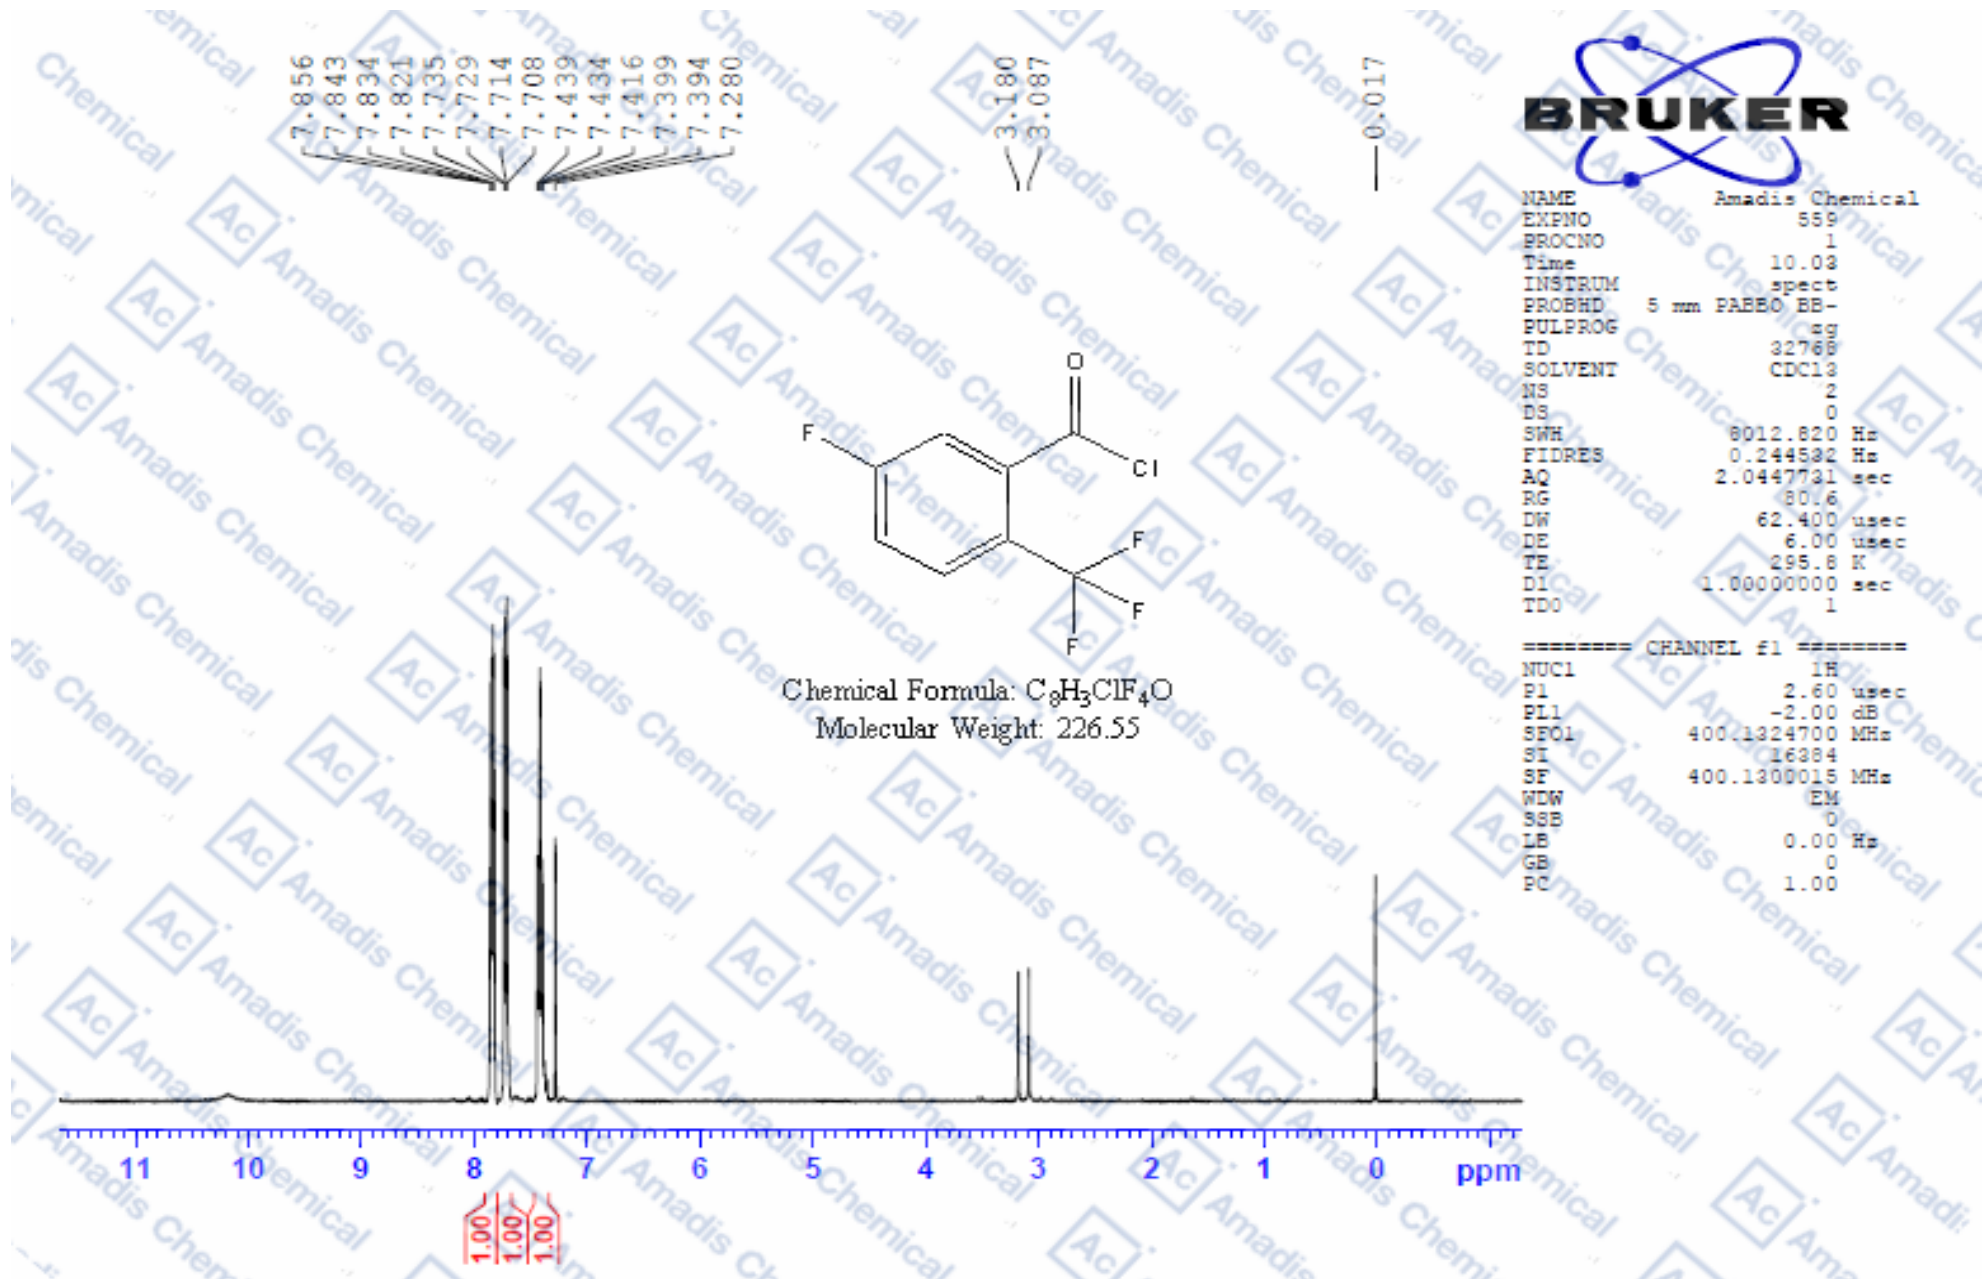 7.856
7.843
7.834
7.821
7.735
7.729
7.714
7.708
7.439
7.434
7.416
7.399
7.394
7.280
3.180
3.087
0.017
BRUKER
NAME Amadis Chemical
EXPNO 559
PROCNO 1
Time 10.03
INSTRUM spect
PROBHD 5 mm PABBO BB-
PULPROG zg
TD 32768
SOLVENT CDCl3
NS 2
DS 0
SWH 8012.820 Hz
FIDRES 0.244532 Hz
AQ 2.0447731 sec
RG 80.6
DW 62.400 usec
DE 6.00 usec
TE 295.8 K
D1 1.00000000 sec
TD0 1
======== CHANNEL f1 ========
NUC1 1H
P1 2.60 usec
PL1 -2.00 dB
SFO1 400.1324700 MHz
SI 16384
SF 400.1300015 MHz
WDW EM
SSB 0
LB 0.00 Hz
GB 0
PC 1.00
O
F
Cl
F
F
F
Chemical Formula: C₈H₃ClF₄O
Molecular Weight: 226.55
11 10 9 8 7 6 5 4 3 2 1 0 ppm
1.00
1.00
1.00
Ac Amadis Chemical